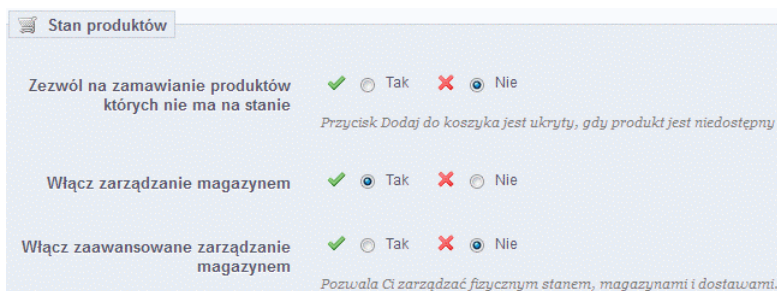 Stan produktów
Zezwól na zamawianie produktów
których nie ma na stanie
Tak Nie
Przycisk Dodaj do koszyka jest ukryty, gdy produkt jest niedostępny
Włącz zarządzanie magazynem
Tak Nie
Włącz zaawansowane zarządzanie
magazynem
Tak Nie
Pozwala Ci zarządzać fizycznym stanem, magazynami i dostawami.